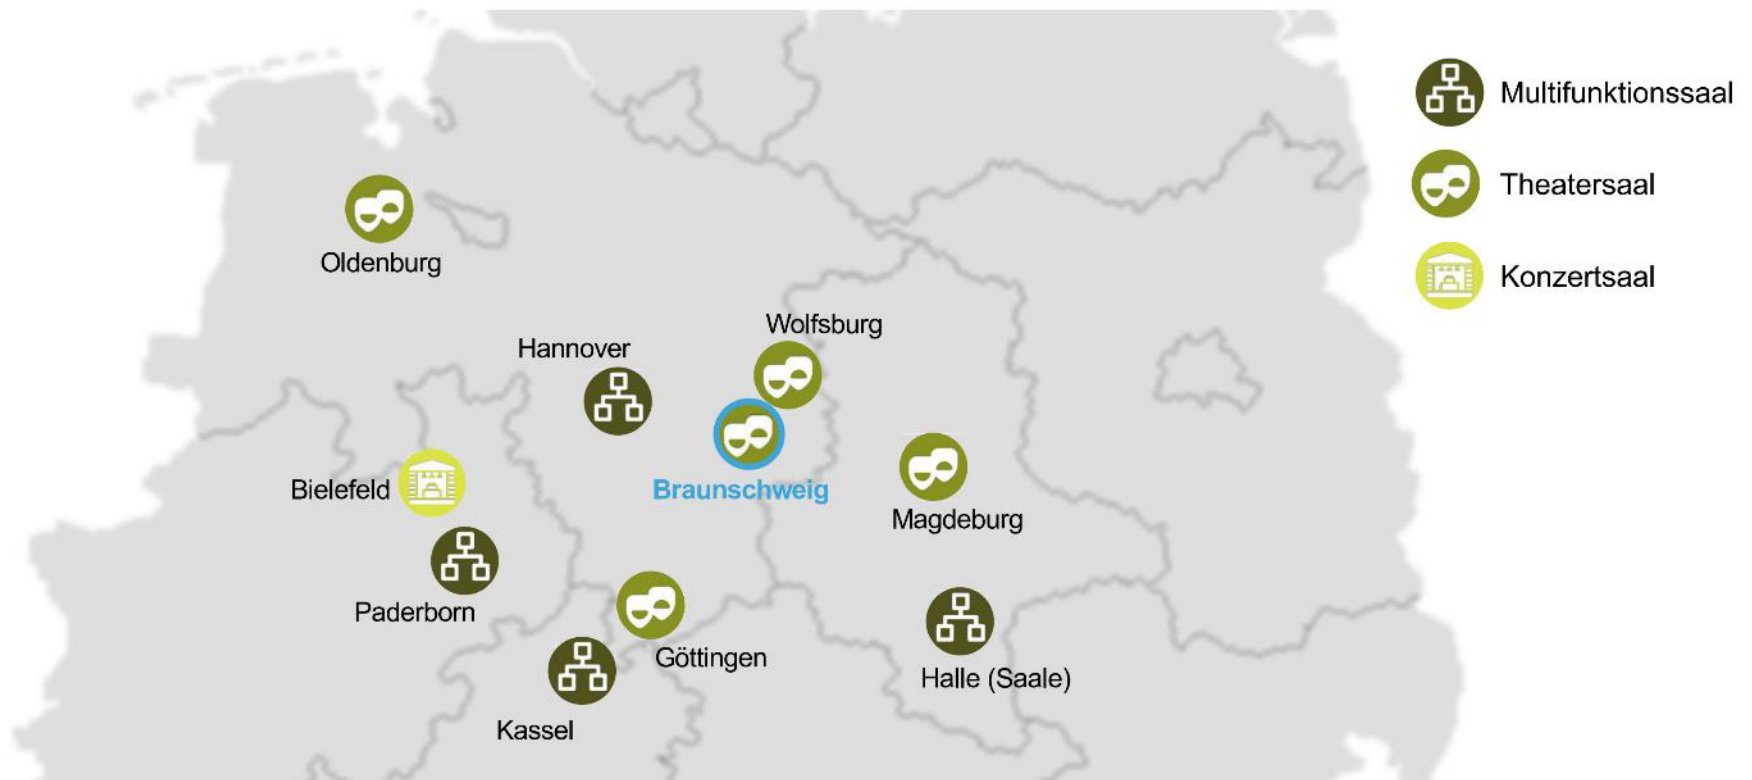 Multifunktionssaal
Theatersaal
Konzertsaal
Oldenburg
Wolfsburg
Hannover
Braunschweig
Bielefeld
Magdeburg
Paderborn
Göttingen
Halle (Saale)
Kassel